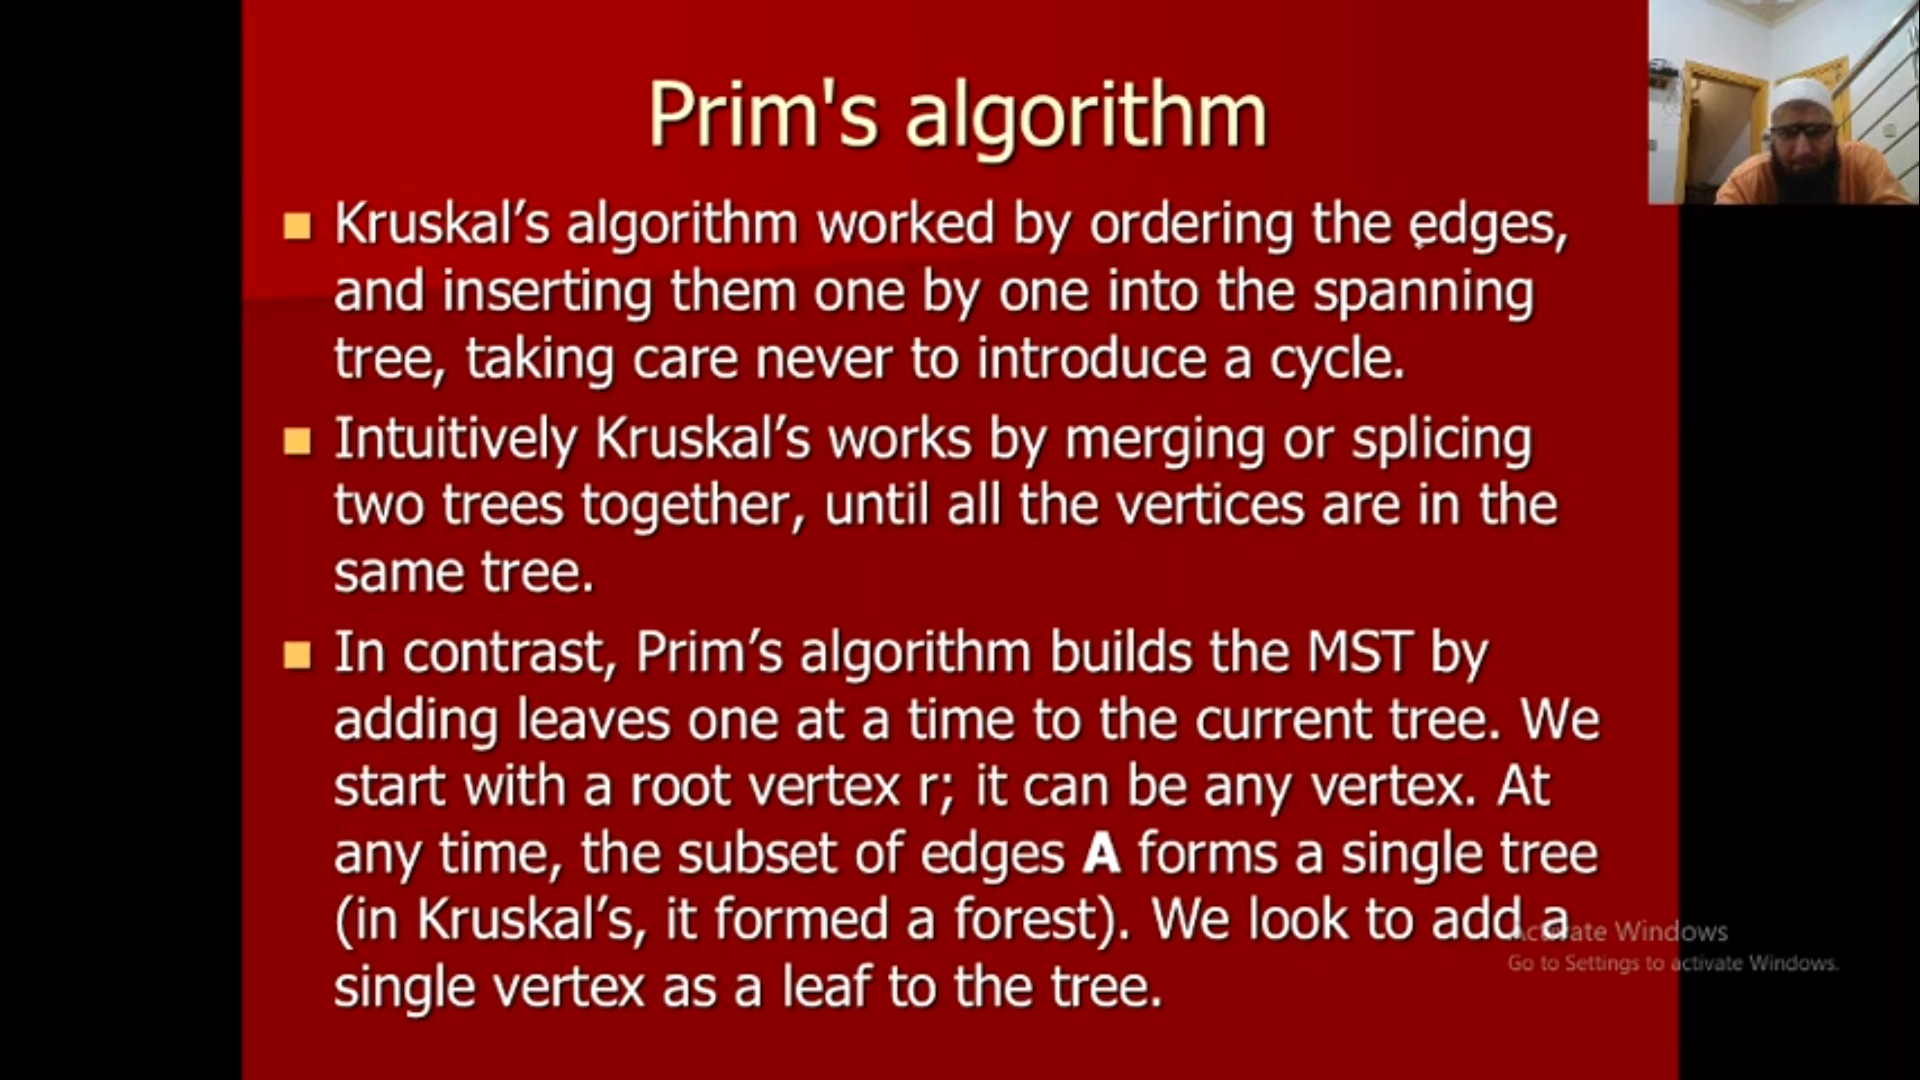 Prim's algorithm
Kruskal’s algorithm worked by ordering the edges,
and inserting them one by one into the spanning
tree, taking care never to introduce a cycle.
Intuitively Kruskal’s works by merging or splicing
two trees together, until all the vertices are in the
same tree.
In contrast, Prim’s algorithm builds the MST by
adding leaves one at a time to the current tree. We
start with a root vertex r; it can be any vertex. At
any time, the subset of edges A forms a single tree
(in Kruskal’s, it formed a forest). We look to add a
single vertex as a leaf to the tree.
Activate Windows
Go to Settings to activate Windows.